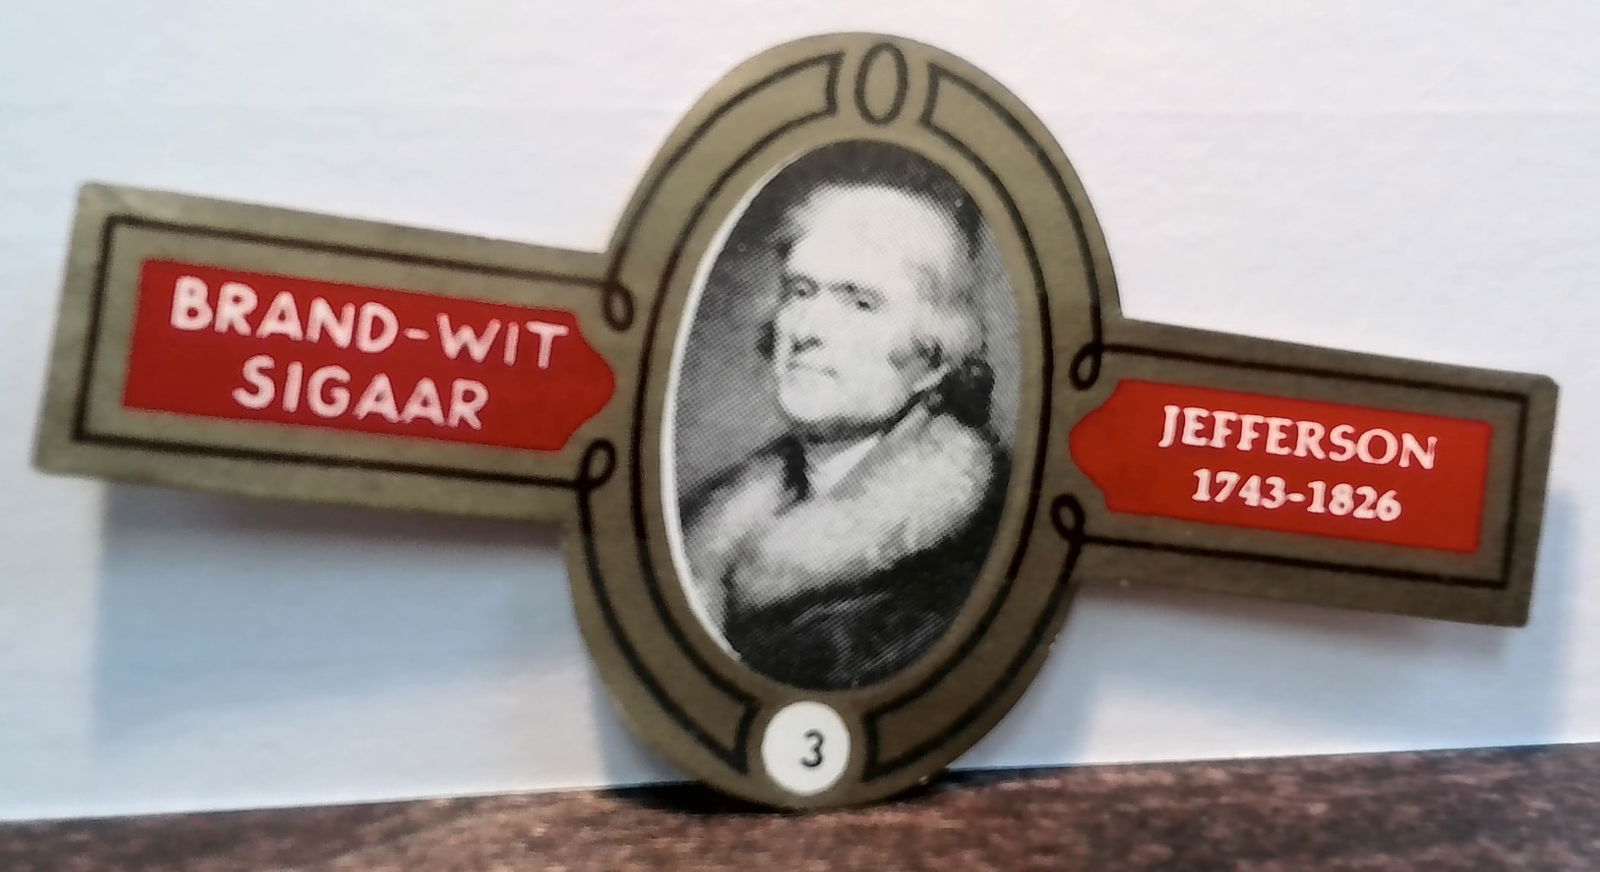 BRAND-WIT
SIGAAR
JEFFERSON
1743-1826
3